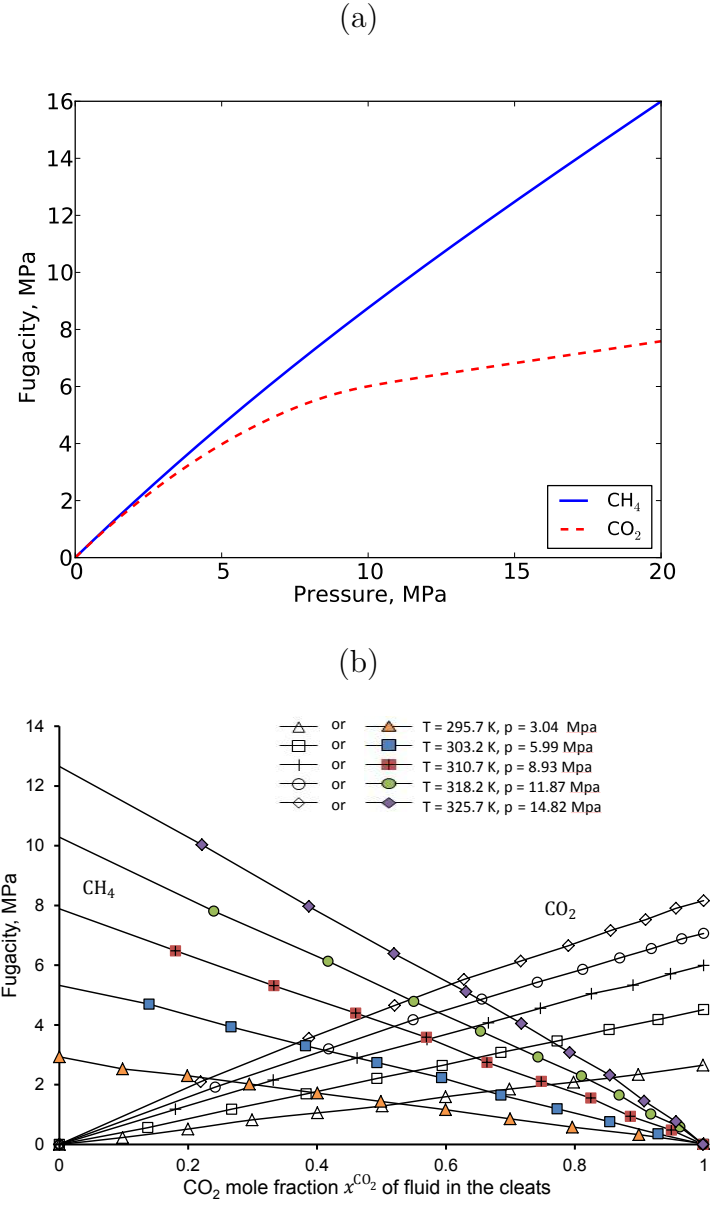 (a)
16
14
12
10
8
6
4
2
0
Fugacity, MPa
CH₄
CO₂
0 5 10 15 20
Pressure, MPa
(b)
14
12
10
8
6
4
2
0
Fugacity, MPa
or T = 295.7 K, p = 3.04 Mpa
or T = 303.2 K, p = 5.99 Mpa
or T = 310.7 K, p = 8.93 Mpa
or T = 318.2 K, p = 11.87 Mpa
or T = 325.7 K, p = 14.82 Mpa
CH₄
CO₂
0 0.2 0.4 0.6 0.8 1
CO₂ mole fraction x^CO₂ of fluid in the cleats